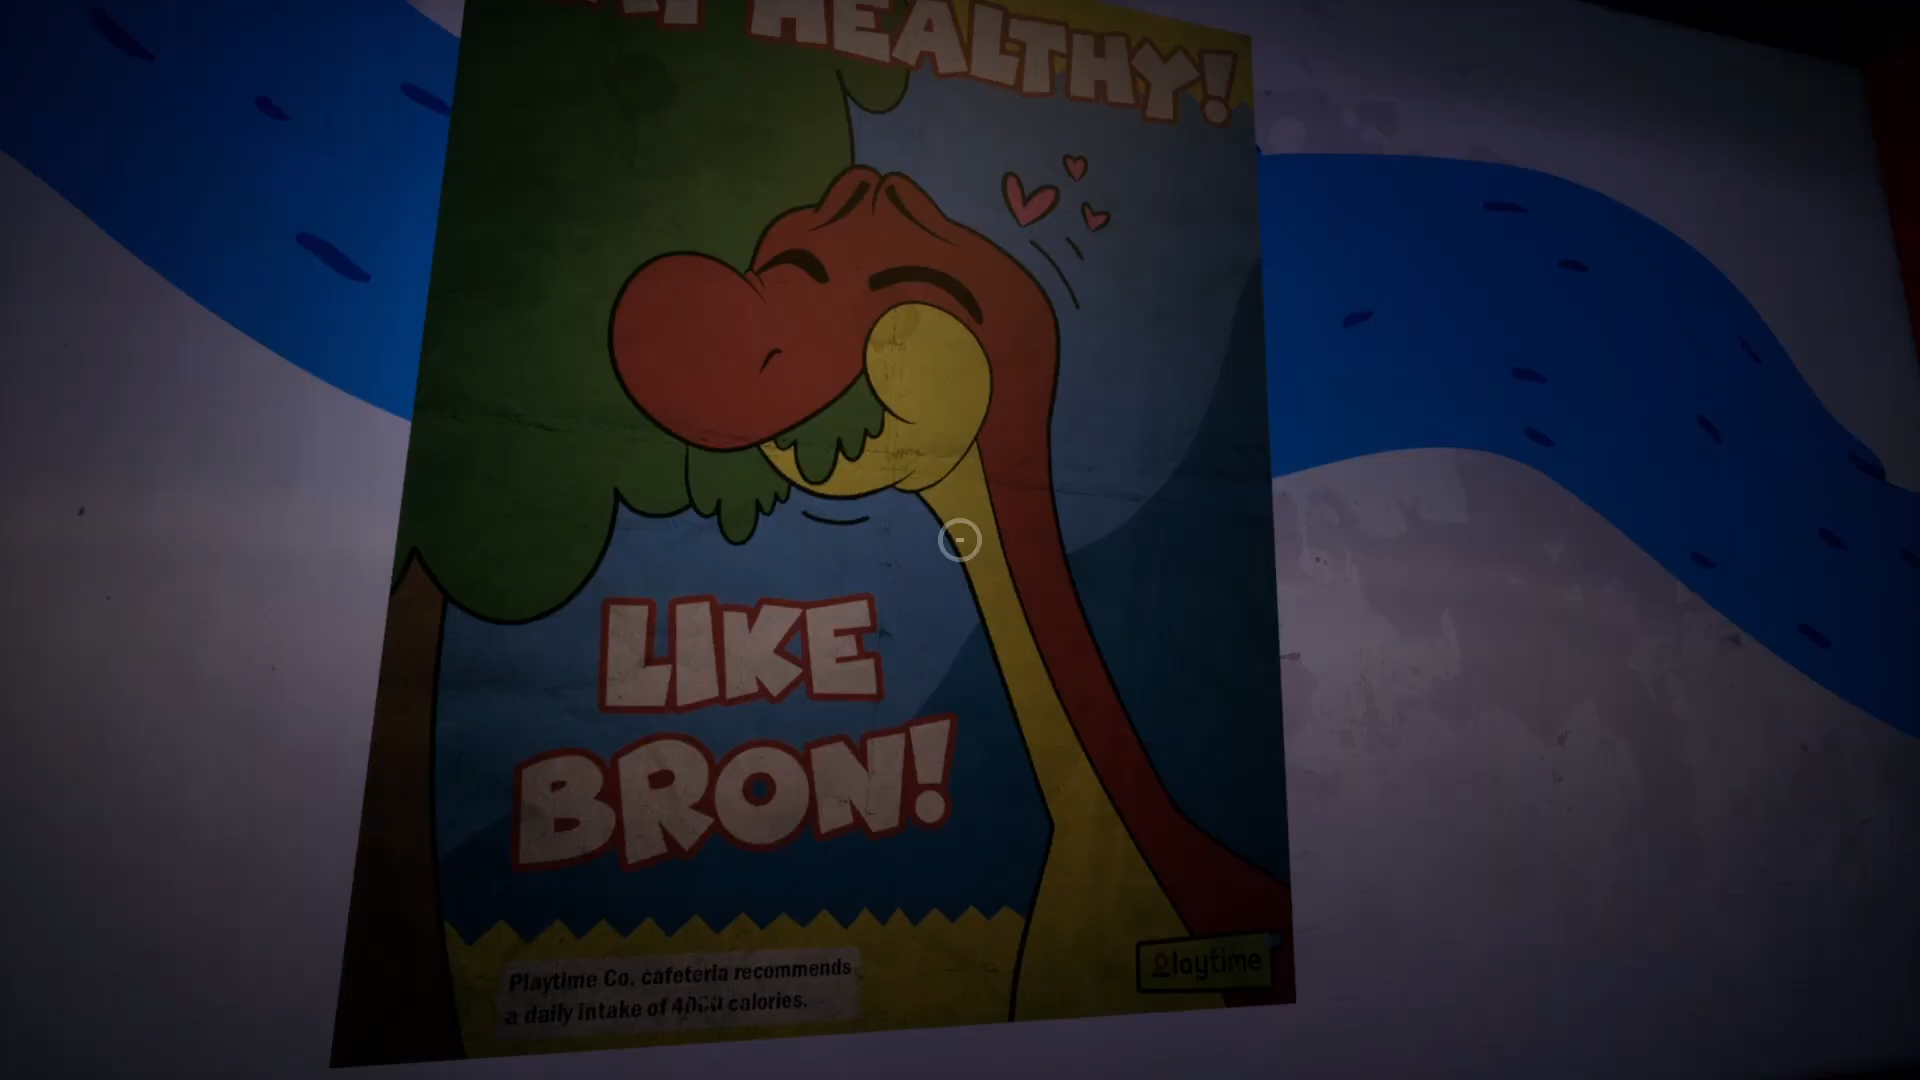 HEALTHY!
LIKE
BRON!
Playtime Co. cafeteria recommends
a daily intake of calories.
Playtime